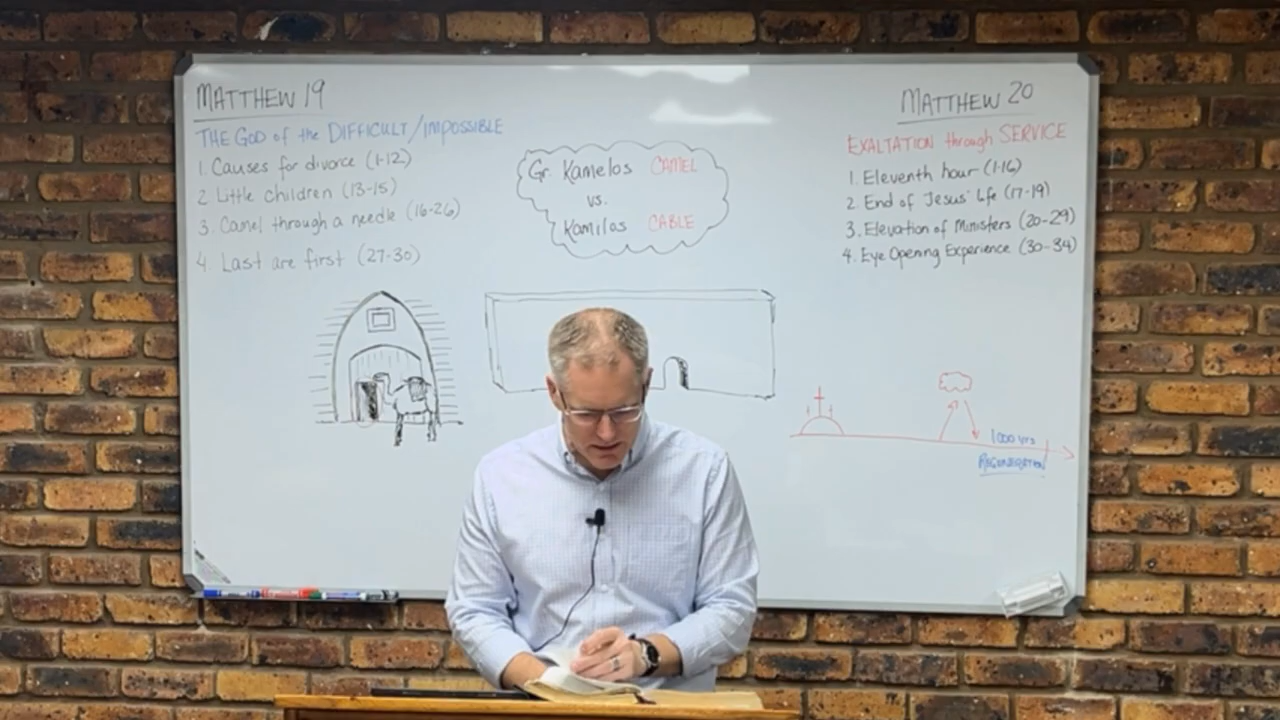 MATTHEW 19
THE GOD of the DIFFICULT/IMPOSSIBLE
1. Causes for divorce (1-12)
2 Little children (13-15)
3. Camel through a needle (16-26)
4. Last are first (27-30)
Gr. Kamelos CAMEL
vs.
Kamilos CABLE
MATTHEW 20
EXALTATION through SERVICE
1. Eleventh hour (1-16)
2. End of Jesus' life (17-19)
3. Elevation of Ministers (20-29)
4. Eye Opening Experience (30-34)
1000 yrs
REGENERATION